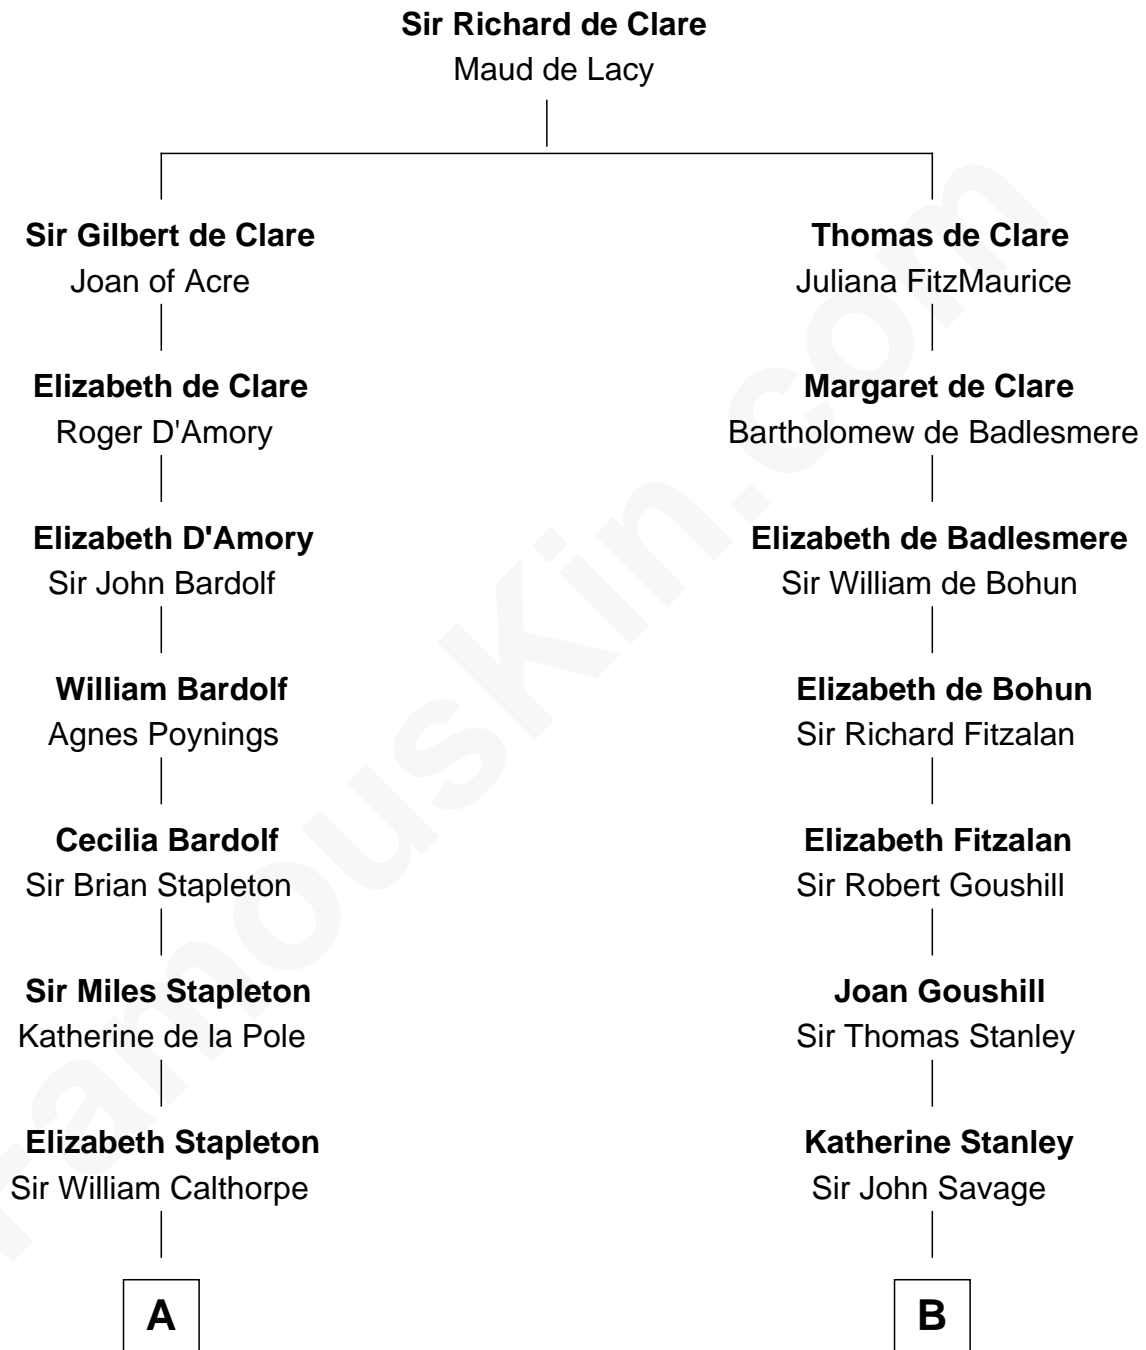 Sir Richard de Clare
Maud de Lacy
Sir Gilbert de Clare
Joan of Acre
Elizabeth de Clare
Roger D'Amory
Elizabeth D'Amory
Sir John Bardolf
William Bardolf
Agnes Poynings
Cecilia Bardolf
Sir Brian Stapleton
Sir Miles Stapleton
Katherine de la Pole
Elizabeth Stapleton
Sir William Calthorpe
A
Thomas de Clare
Juliana FitzMaurice
Margaret de Clare
Bartholomew de Badlesmere
Elizabeth de Badlesmere
Sir William de Bohun
Elizabeth de Bohun
Sir Richard Fitzalan
Elizabeth Fitzalan
Sir Robert Goushill
Joan Goushill
Sir Thomas Stanley
Katherine Stanley
Sir John Savage
B
FamousKin.com